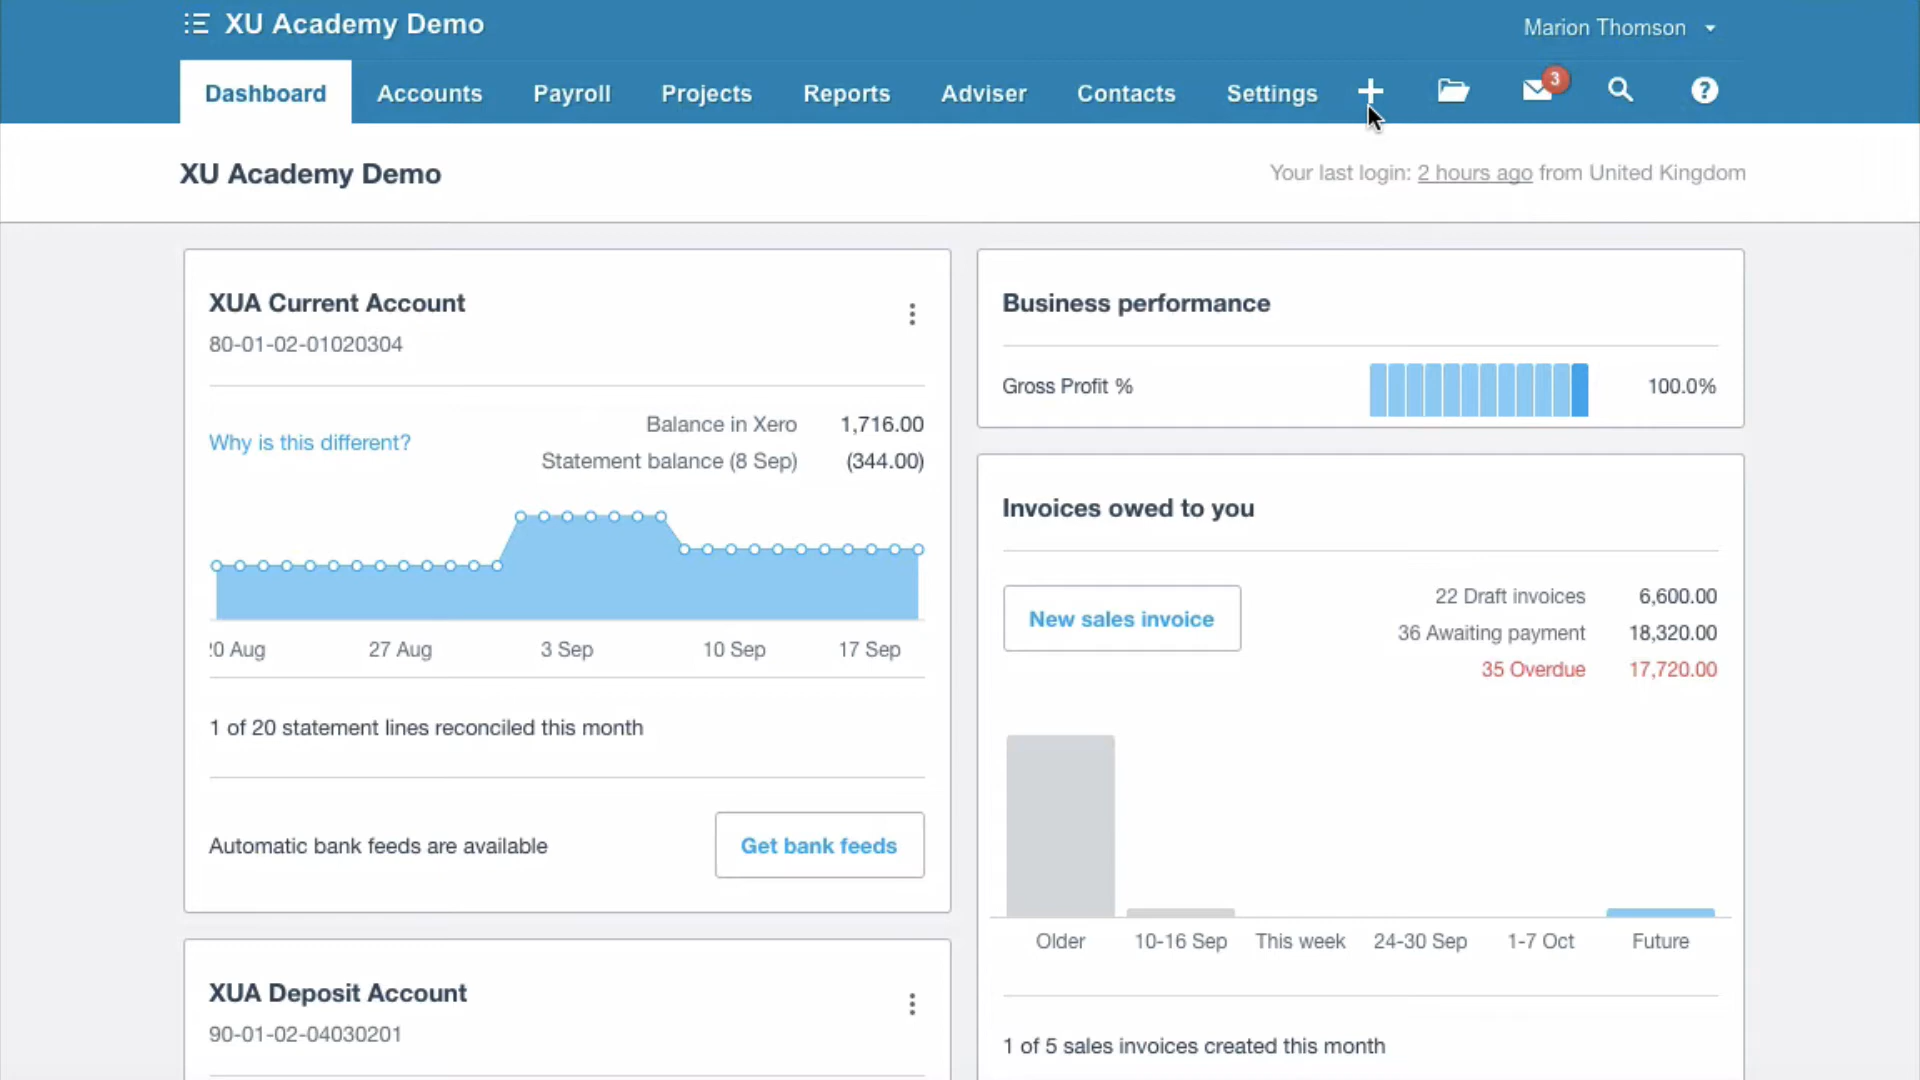 XU Academy Demo
Marion Thomson
Dashboard Accounts Payroll Projects Reports Adviser Contacts Settings 3 ?
XU Academy Demo
Your last login: 2 hours ago from United Kingdom
XUA Current Account
80-01-02-01020304
Why is this different?
Balance in Xero 1,716.00
Statement balance (8 Sep) (344.00)
20 Aug 27 Aug 3 Sep 10 Sep 17 Sep
1 of 20 statement lines reconciled this month
Automatic bank feeds are available
Get bank feeds
XUA Deposit Account
90-01-02-04030201
Business performance
Gross Profit % 100.0%
Invoices owed to you
New sales invoice
22 Draft invoices 6,600.00
36 Awaiting payment 18,320.00
35 Overdue 17,720.00
Older 10-16 Sep This week 24-30 Sep 1-7 Oct Future
1 of 5 sales invoices created this month